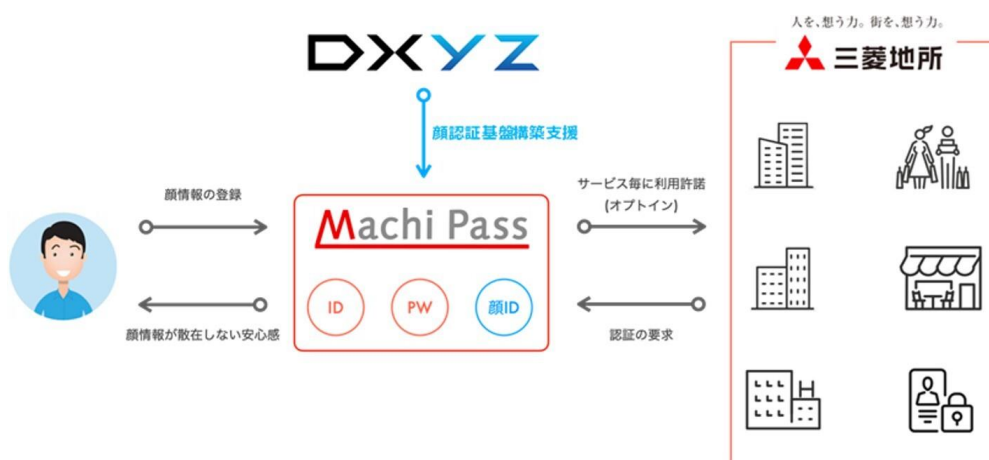 人を、想う力。街を、想う力。
三菱地所
DXYZ
顔認証基盤構築支援
顔情報の登録
サービス毎に利用許諾
(オプトイン)
Machi Pass
ID
PW
顔ID
顔情報が散在しない安心感
認証の要求